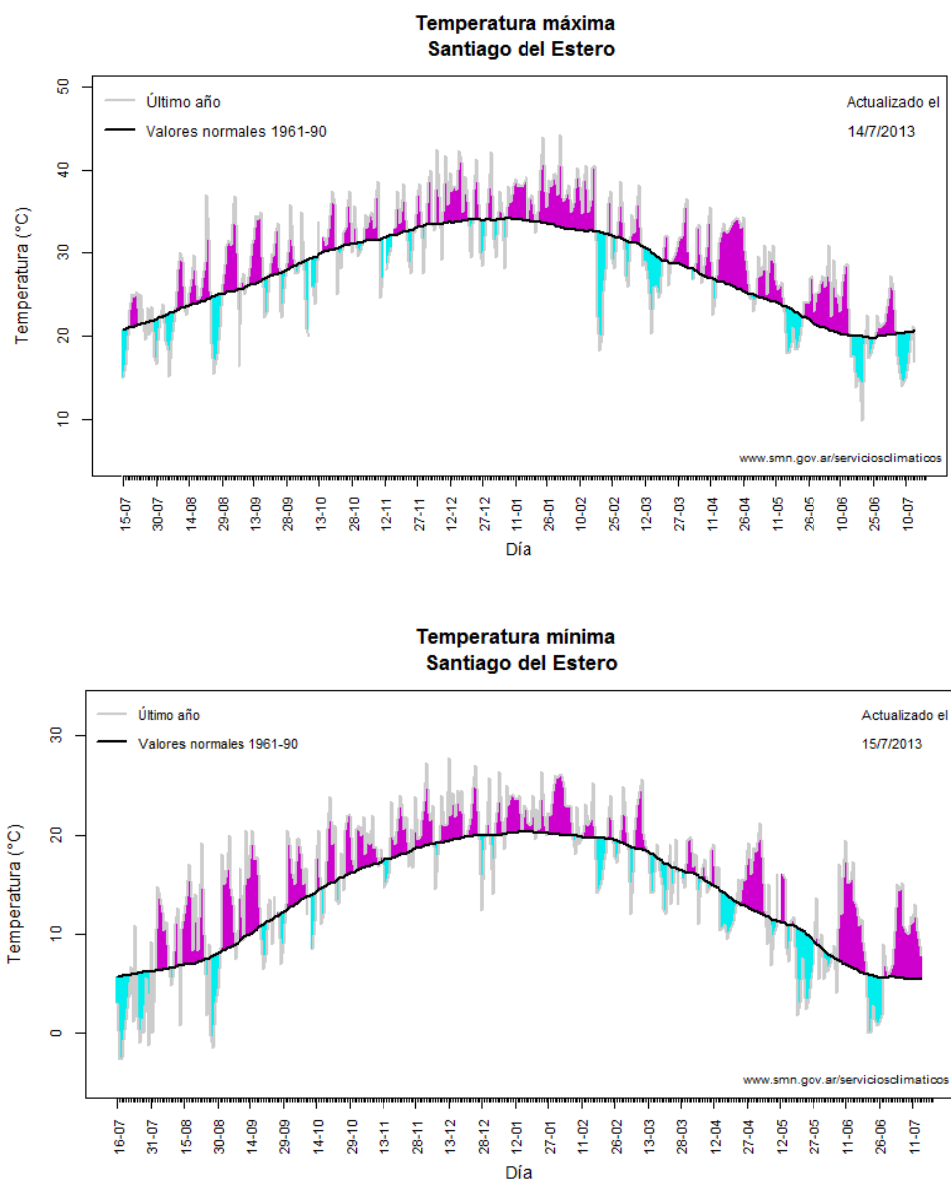 Temperatura máxima
Santiago del Estero
Último año
Valores normales 1961-90
Actualizado el
14/7/2013
Temperatura (°C)
50
40
30
20
10
www.smn.gov.ar/serviciosclimaticos
15-07 30-07 14-08 29-08 13-09 28-09 13-10 28-10 12-11 27-11 12-12 27-12 11-01 26-01 10-02 25-02 12-03 27-03 11-04 26-04 11-05 26-05 10-06 25-06 10-07
Día
Temperatura mínima
Santiago del Estero
Último año
Valores normales 1961-90
Actualizado el
15/7/2013
Temperatura (°C)
30
20
10
0
www.smn.gov.ar/serviciosclimaticos
16-07 31-07 15-08 30-08 14-09 29-09 14-10 29-10 13-11 28-11 13-12 28-12 12-01 27-01 11-02 26-02 13-03 28-03 12-04 27-04 12-05 27-05 11-06 26-06 11-07
Día